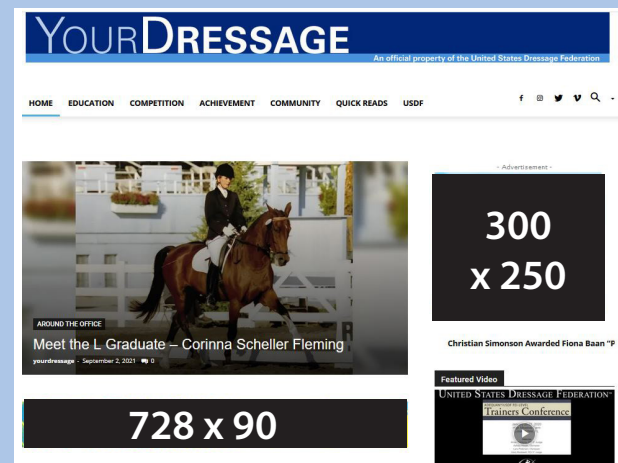 YOURDRESSAGE
An official property of the United States Dressage Federation
HOME EDUCATION COMPETITION ACHIEVEMENT COMMUNITY QUICK READS USDF
- Advertisement -
300
x 250
AROUND THE OFFICE
Meet the L Graduate – Corinna Scheller Fleming
yourdressage - September 2, 2021 0
Christian Simonson Awarded Fiona Baan "P
Featured Video
UNITED STATES DRESSAGE FEDERATION™
Trainers Conference
728 x 90